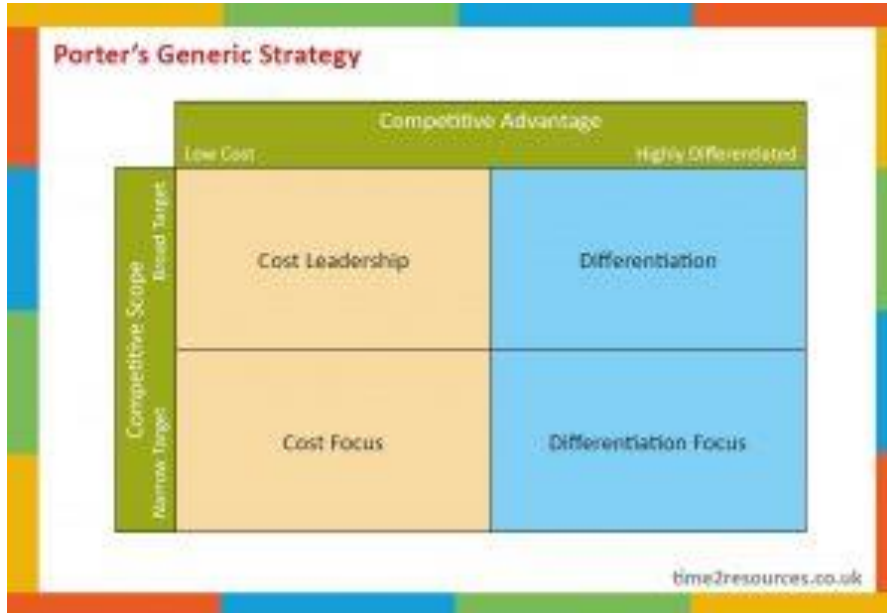 Porter's Generic Strategy
Competitive Advantage
Low Cost
Highly Differentiated
Competitive Scope
Broad Target
Narrow Target
Cost Leadership
Differentiation
Cost Focus
Differentiation Focus
time2resources.co.uk